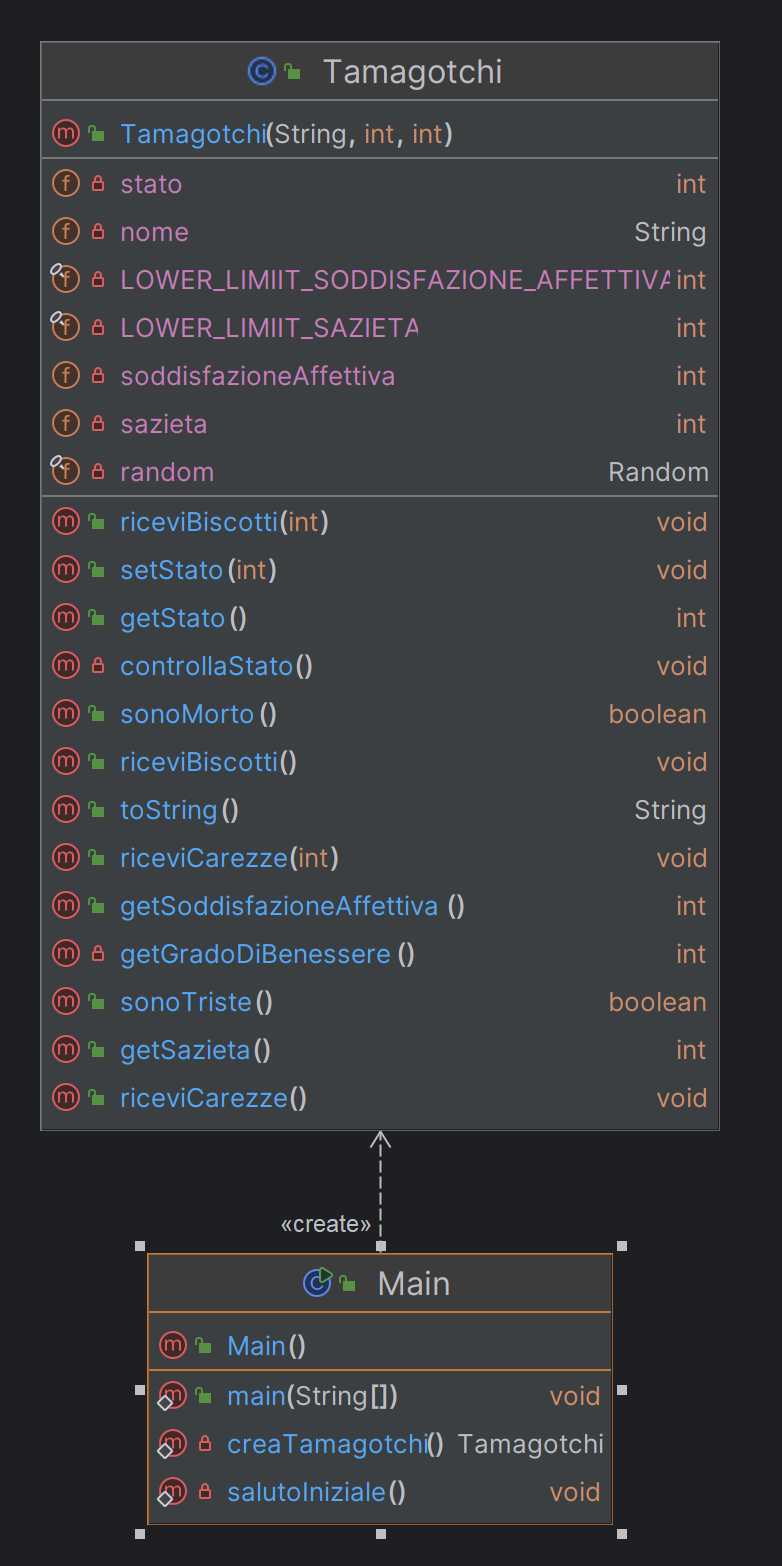 Tamagotchi
Tamagotchi(String, int, int)
stato int
nome String
LOWER_LIMIIT_SODDISFAZIONE_AFFETTIVA int
LOWER_LIMIIT_SAZIETA int
soddisfazioneAffettiva int
sazieta int
random Random
riceviBiscotti(int) void
setStato(int) void
getStato() int
controllaStato() void
sonoMorto() boolean
riceviBiscotti() void
toString() String
riceviCarezze(int) void
getSoddisfazioneAffettiva () int
getGradoDiBenessere () int
sonoTriste() boolean
getSazieta() int
riceviCarezze() void
«create»
Main
Main()
main(String[]) void
creaTamagotchi() Tamagotchi
salutoIniziale() void